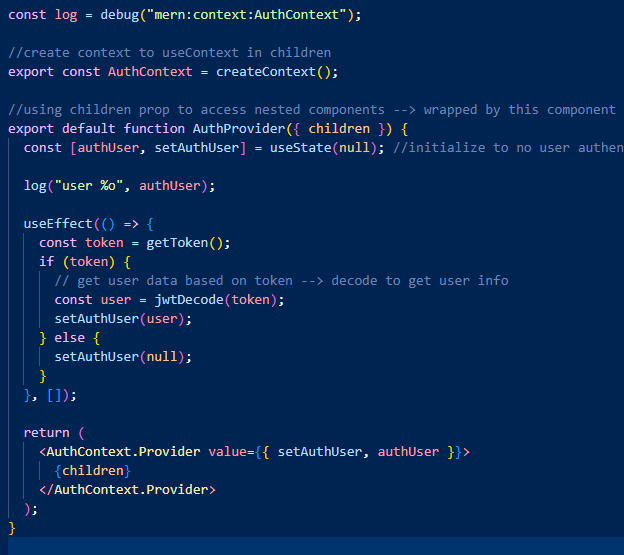 const log = debug("mern:context:AuthContext");
//create context to useContext in children
export const AuthContext = createContext();
//using children prop to access nested components --> wrapped by this component
export default function AuthProvider({ children }) {
const [authUser, setAuthUser] = useState(null); //initialize to no user authen
log("user %o", authUser);
useEffect(() => {
const token = getToken();
if (token) {
// get user data based on token --> decode to get user info
const user = jwtDecode(token);
setAuthUser(user);
} else {
setAuthUser(null);
}
}, []);
return (
<AuthContext.Provider value={{ setAuthUser, authUser }}>
{children}
</AuthContext.Provider>
);
}